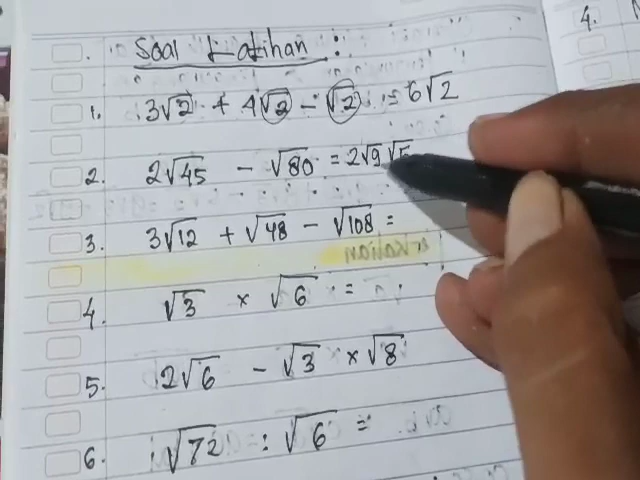 4.
Soal Latihan :
1. 3√2 + 4√2 - √2 = 6√2
2. 2√45 - √80 = 2√9√5
3. 3√12 + √48 - √108 =
4. √3 × √6 =
5. 2√6 - √3 × √8
6. √72 : √6 =